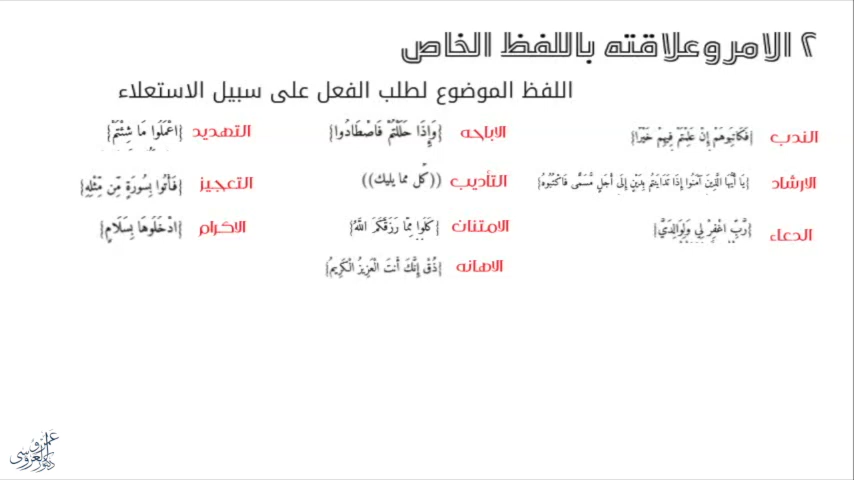 ٢ الامر وعلاقته باللفظ الخاص
اللفظ الموضوع لطلب الفعل على سبيل الاستعلاء
الندب {فَكَاتِبُوهُمْ إِنْ عَلِمْتُمْ فِيهِمْ خَيْرًا} الاباحه {وَإِذَا حَلَلْتُمْ فَاصْطَادُوا} التهديد {اعْمَلُوا مَا شِئْتُمْ}
الارشاد {يَا أَيُّهَا الَّذِينَ آمَنُوا إِذَا تَدَايَنتُم بِدَيْنٍ إِلَى أَجَلٍ مُّسَمًّى فَاكْتُبُوهُ} التأديب ((كُل مما يليك)) التعجيز {فَأْتُوا بِسُورَةٍ مِّن مِّثْلِهِ}
الدعاء {رَّبِّ اغْفِرْ لِي وَلِوَالِدَيَّ} الامتنان {كُلُوا مِمَّا رَزَقَكُمُ اللَّهُ} الاكرام {ادْخُلُوهَا بِسَلَامٍ}
الاهانه {ذُقْ إِنَّكَ أَنتَ الْعَزِيزُ الْكَرِيمُ}